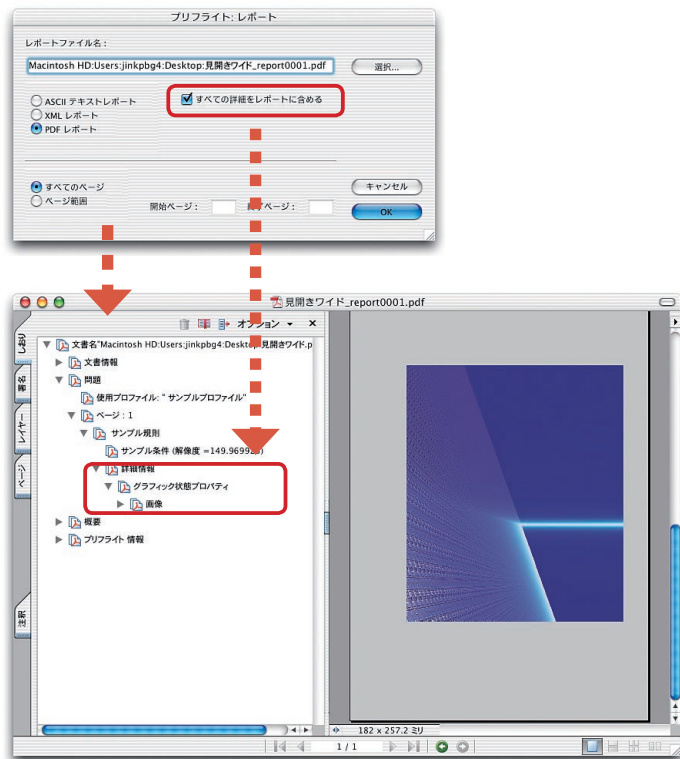 プリフライト: レポート
レポートファイル名:
Macintosh HD:Users:jinkpbg4:Desktop:見開きワイド_report0001.pdf
選択...
ASCII テキストレポート
すべての詳細をレポートに含める
XML レポート
PDF レポート
すべてのページ
キャンセル
ページ範囲
開始ページ:
ページ:
OK
見開きワイド_report0001.pdf
オプション
しおり
署名
レイヤー
ページ
注釈
文書名"Macintosh HD:Users:jinkpbg4:Desktop:見開きワイド.p
文書情報
問題
使用プロファイル: " サンプルプロファイル"
ページ : 1
サンプル規則
サンプル条件 (解像度 =149.9699
詳細情報
グラフィック状態プロパティ
画像
概要
プリフライト 情報
182 x 257.2 ミリ
1 / 1